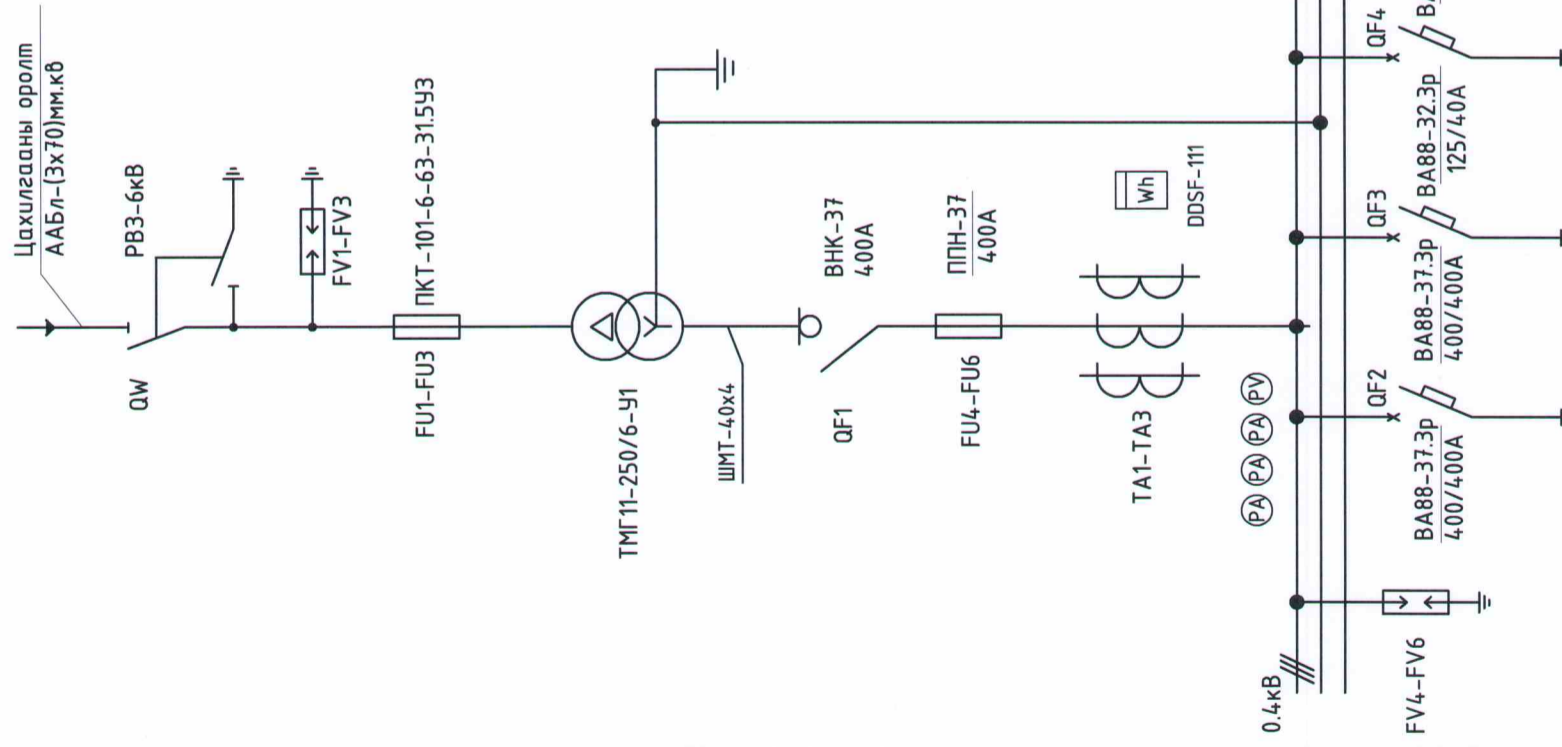 Цахилгааны оролт
ААБл-(3х70)мм.кв
РВЗ-6кВ
QW
FV1-FV3
ПКТ-101-6-63-31.5У3
FU1-FU3
ТМГ11-250/6-У1
ШМТ-40х4
ВНК-37
400А
QF1
ППН-37
400А
FU4-FU6
Wh
DDSF-111
TA1-TA3
PA PA PA PV
0.4кВ
FV4-FV6
QF2
ВА88-37.3р
400/400А
QF3
ВА88-37.3р
400/400А
QF4
ВА88-32.3р
125/40А